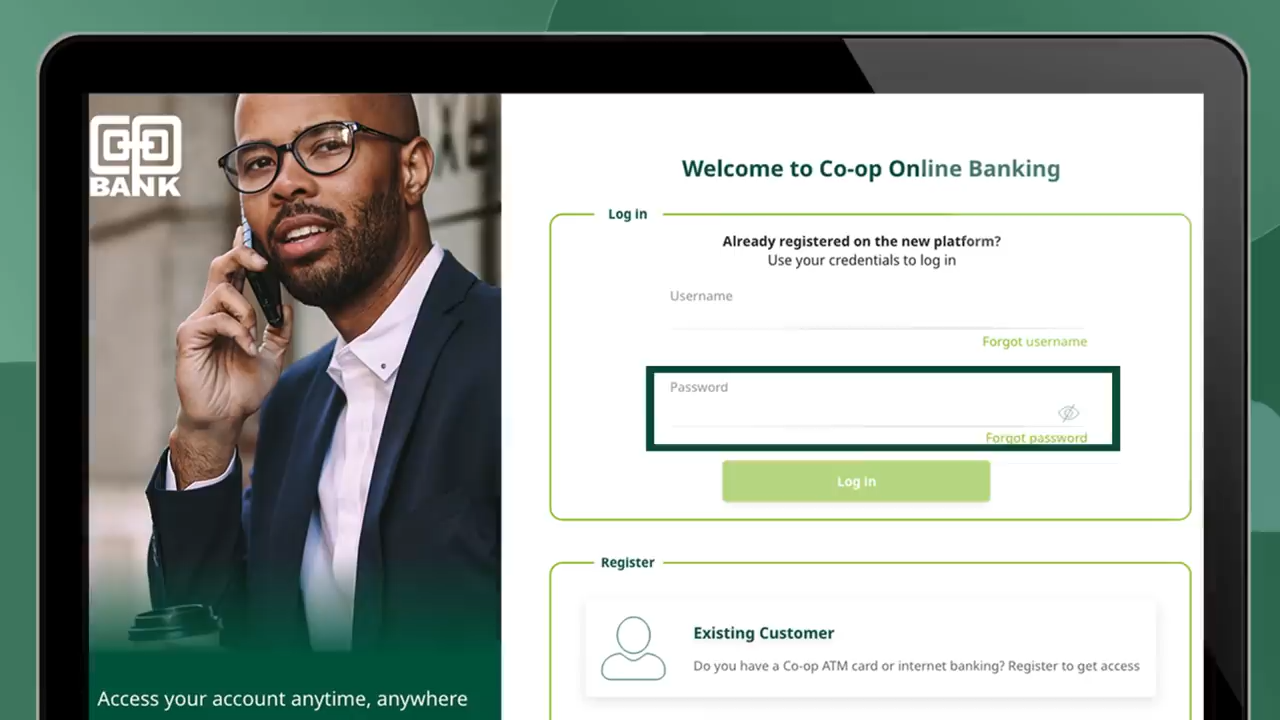 CO-OP
BANK
Access your account anytime, anywhere
Welcome to Co-op Online Banking
Log in
Already registered on the new platform?
Use your credentials to log in
Username
Forgot username
Password
Forgot password
Log in
Register
Existing Customer
Do you have a Co-op ATM card or internet banking? Register to get access